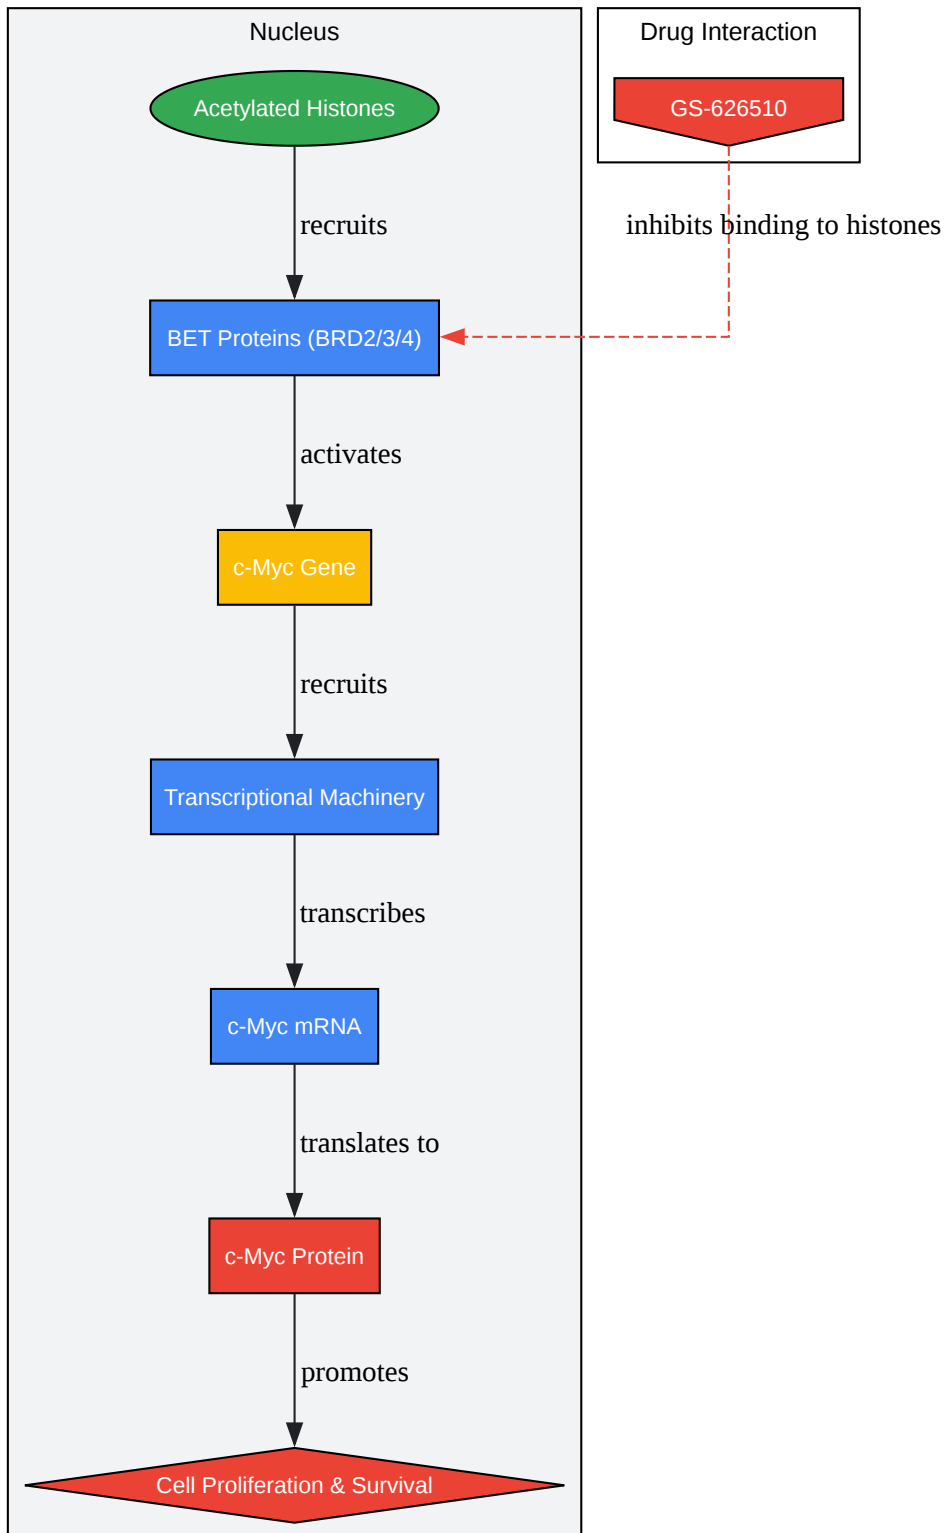 Nucleus
Drug Interaction
Acetylated Histones
GS-626510
recruits
inhibits binding to histones
BET Proteins (BRD2/3/4)
activates
c-Myc Gene
recruits
Transcriptional Machinery
transcribes
c-Myc mRNA
translates to
c-Myc Protein
promotes
Cell Proliferation & Survival